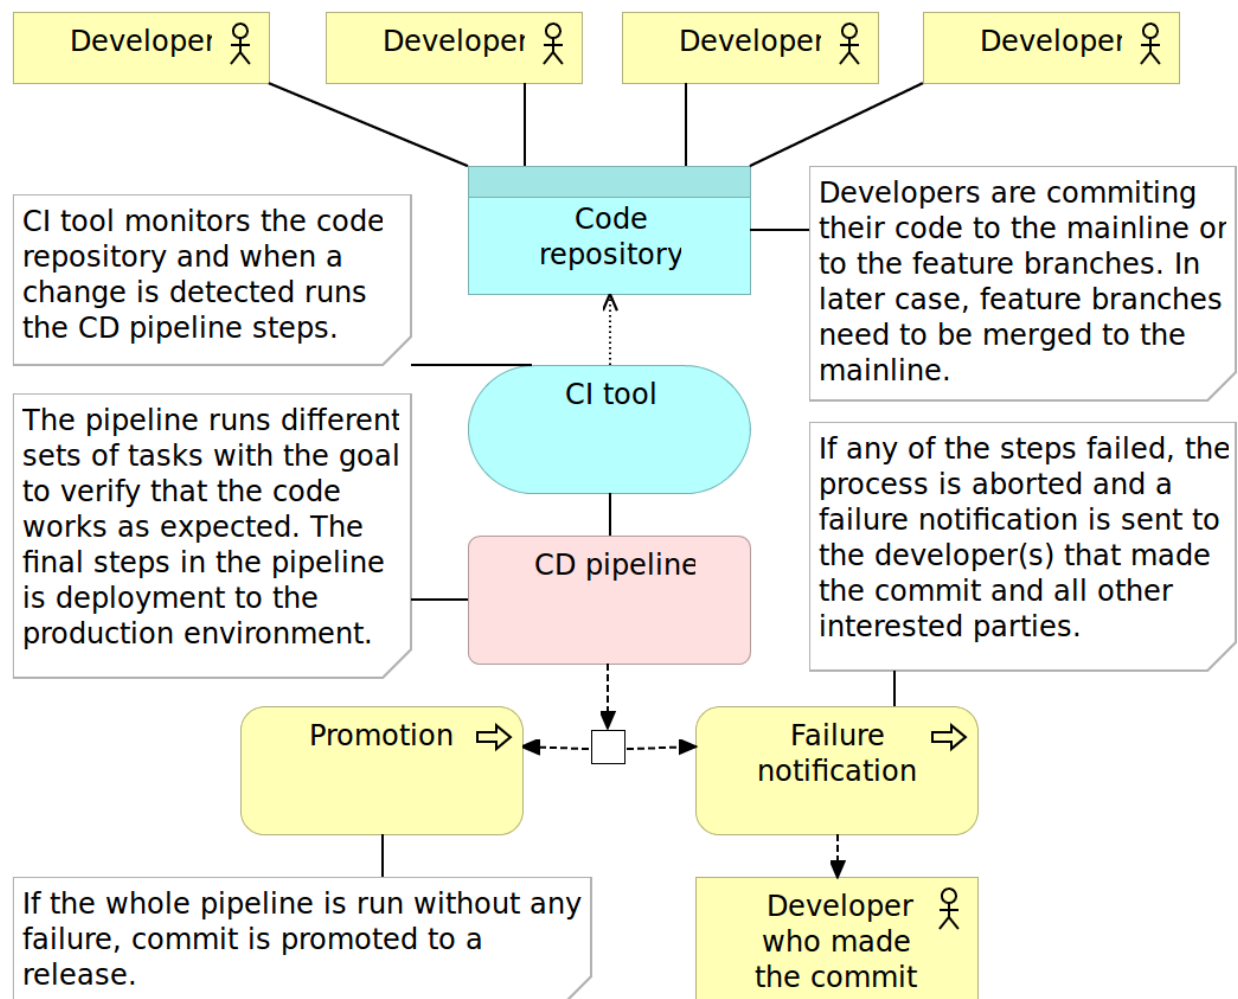 Developer
Developer
Developer
Developer
Code
repository
CI tool monitors the code
repository and when a
change is detected runs
the CD pipeline steps.
Developers are commiting
their code to the mainline or
to the feature branches. In
later case, feature branches
need to be merged to the
mainline.
CI tool
The pipeline runs different
sets of tasks with the goal
to verify that the code
works as expected. The
final steps in the pipeline
is deployment to the
production environment.
If any of the steps failed, the
process is aborted and a
failure notification is sent to
the developer(s) that made
the commit and all other
interested parties.
CD pipeline
Promotion
Failure
notification
If the whole pipeline is run without any
failure, commit is promoted to a
release.
Developer
who made
the commit